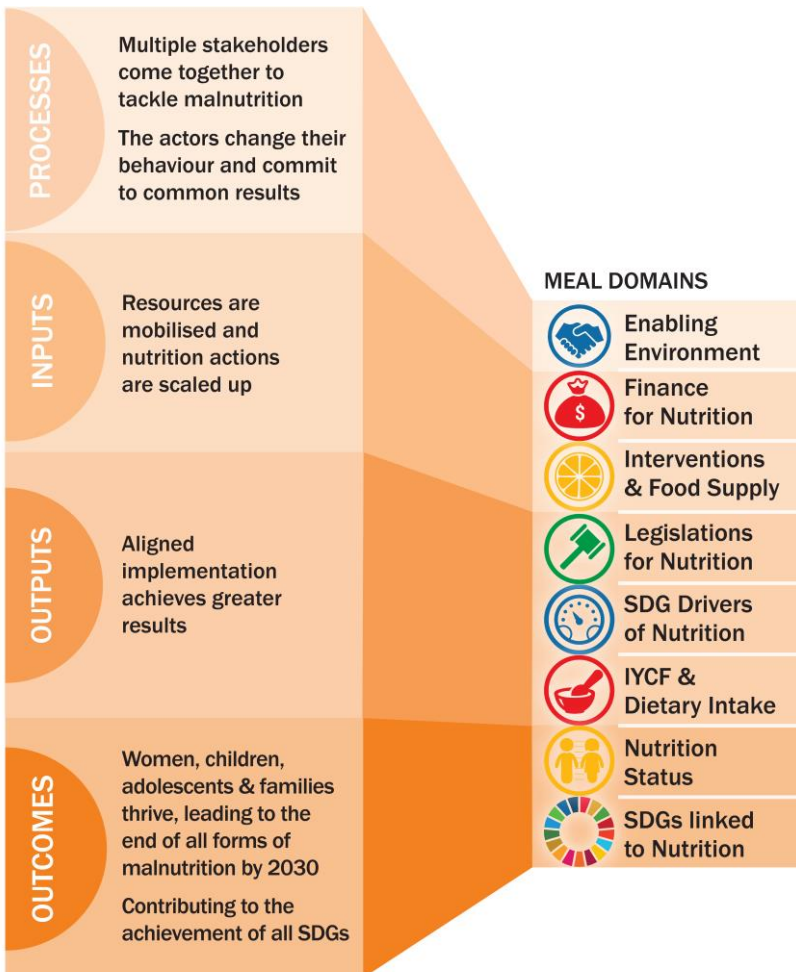 PROCESSES
Multiple stakeholders
come together to
tackle malnutrition
The actors change their
behaviour and commit
to common results
INPUTS
Resources are
mobilised and
nutrition actions
are scaled up
OUTPUTS
Aligned
implementation
achieves greater
results
OUTCOMES
Women, children,
adolescents & families
thrive, leading to the
end of all forms of
malnutrition by 2030
Contributing to the
achievement of all SDGs
MEAL DOMAINS
Enabling
Environment
$
Finance
for Nutrition
Interventions
& Food Supply
Legislations
for Nutrition
SDG Drivers
of Nutrition
IYCF &
Dietary Intake
Nutrition
Status
SDGs linked
to Nutrition